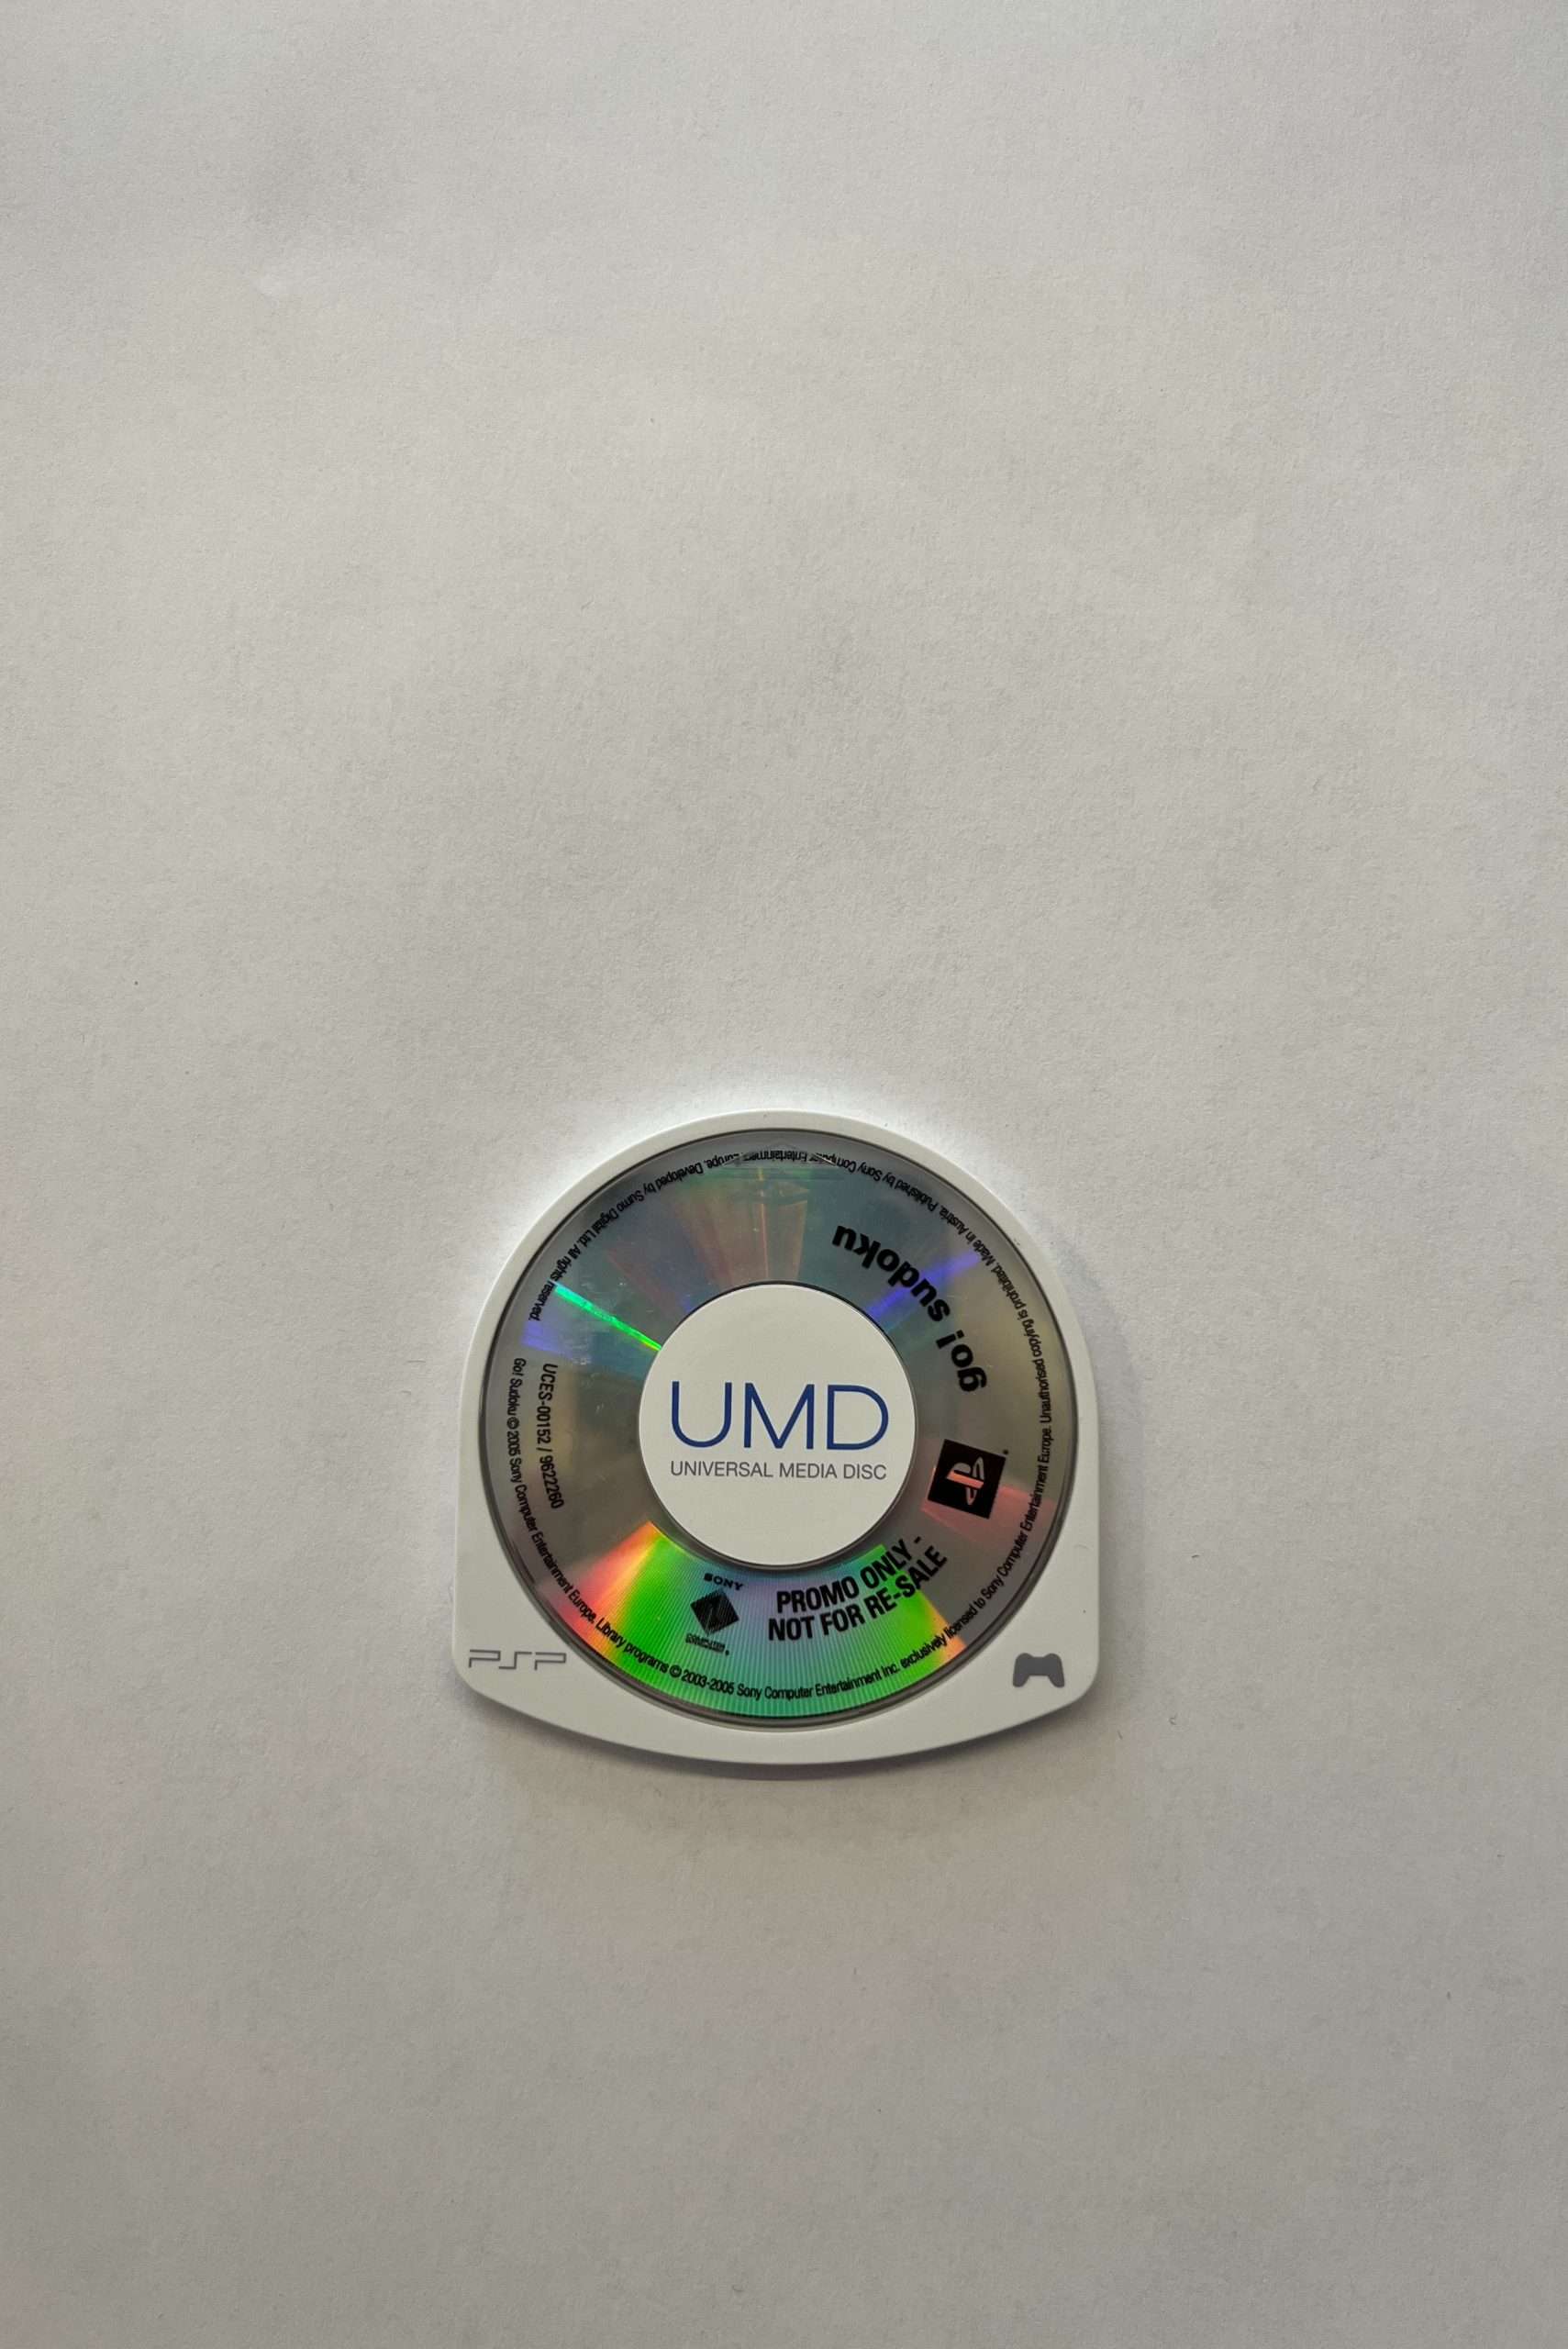 UMD
UNIVERSAL MEDIA DISC
go! sudoku
PROMO ONLY -
NOT FOR RE-SALE
SONY
COMPUTER
UCES-00152 / 9622260
Go! Sudoku © 2005 Sony Computer Entertainment Europe. Library programs © 2003-2005 Sony Computer Entertainment Inc. exclusively licensed to Sony Computer Entertainment Europe. Unauthorised copying is prohibited. Made in Austria. Published by Sony Computer Entertainment Europe. Developed by Sumo Digital Ltd. All rights reserved.
PSP